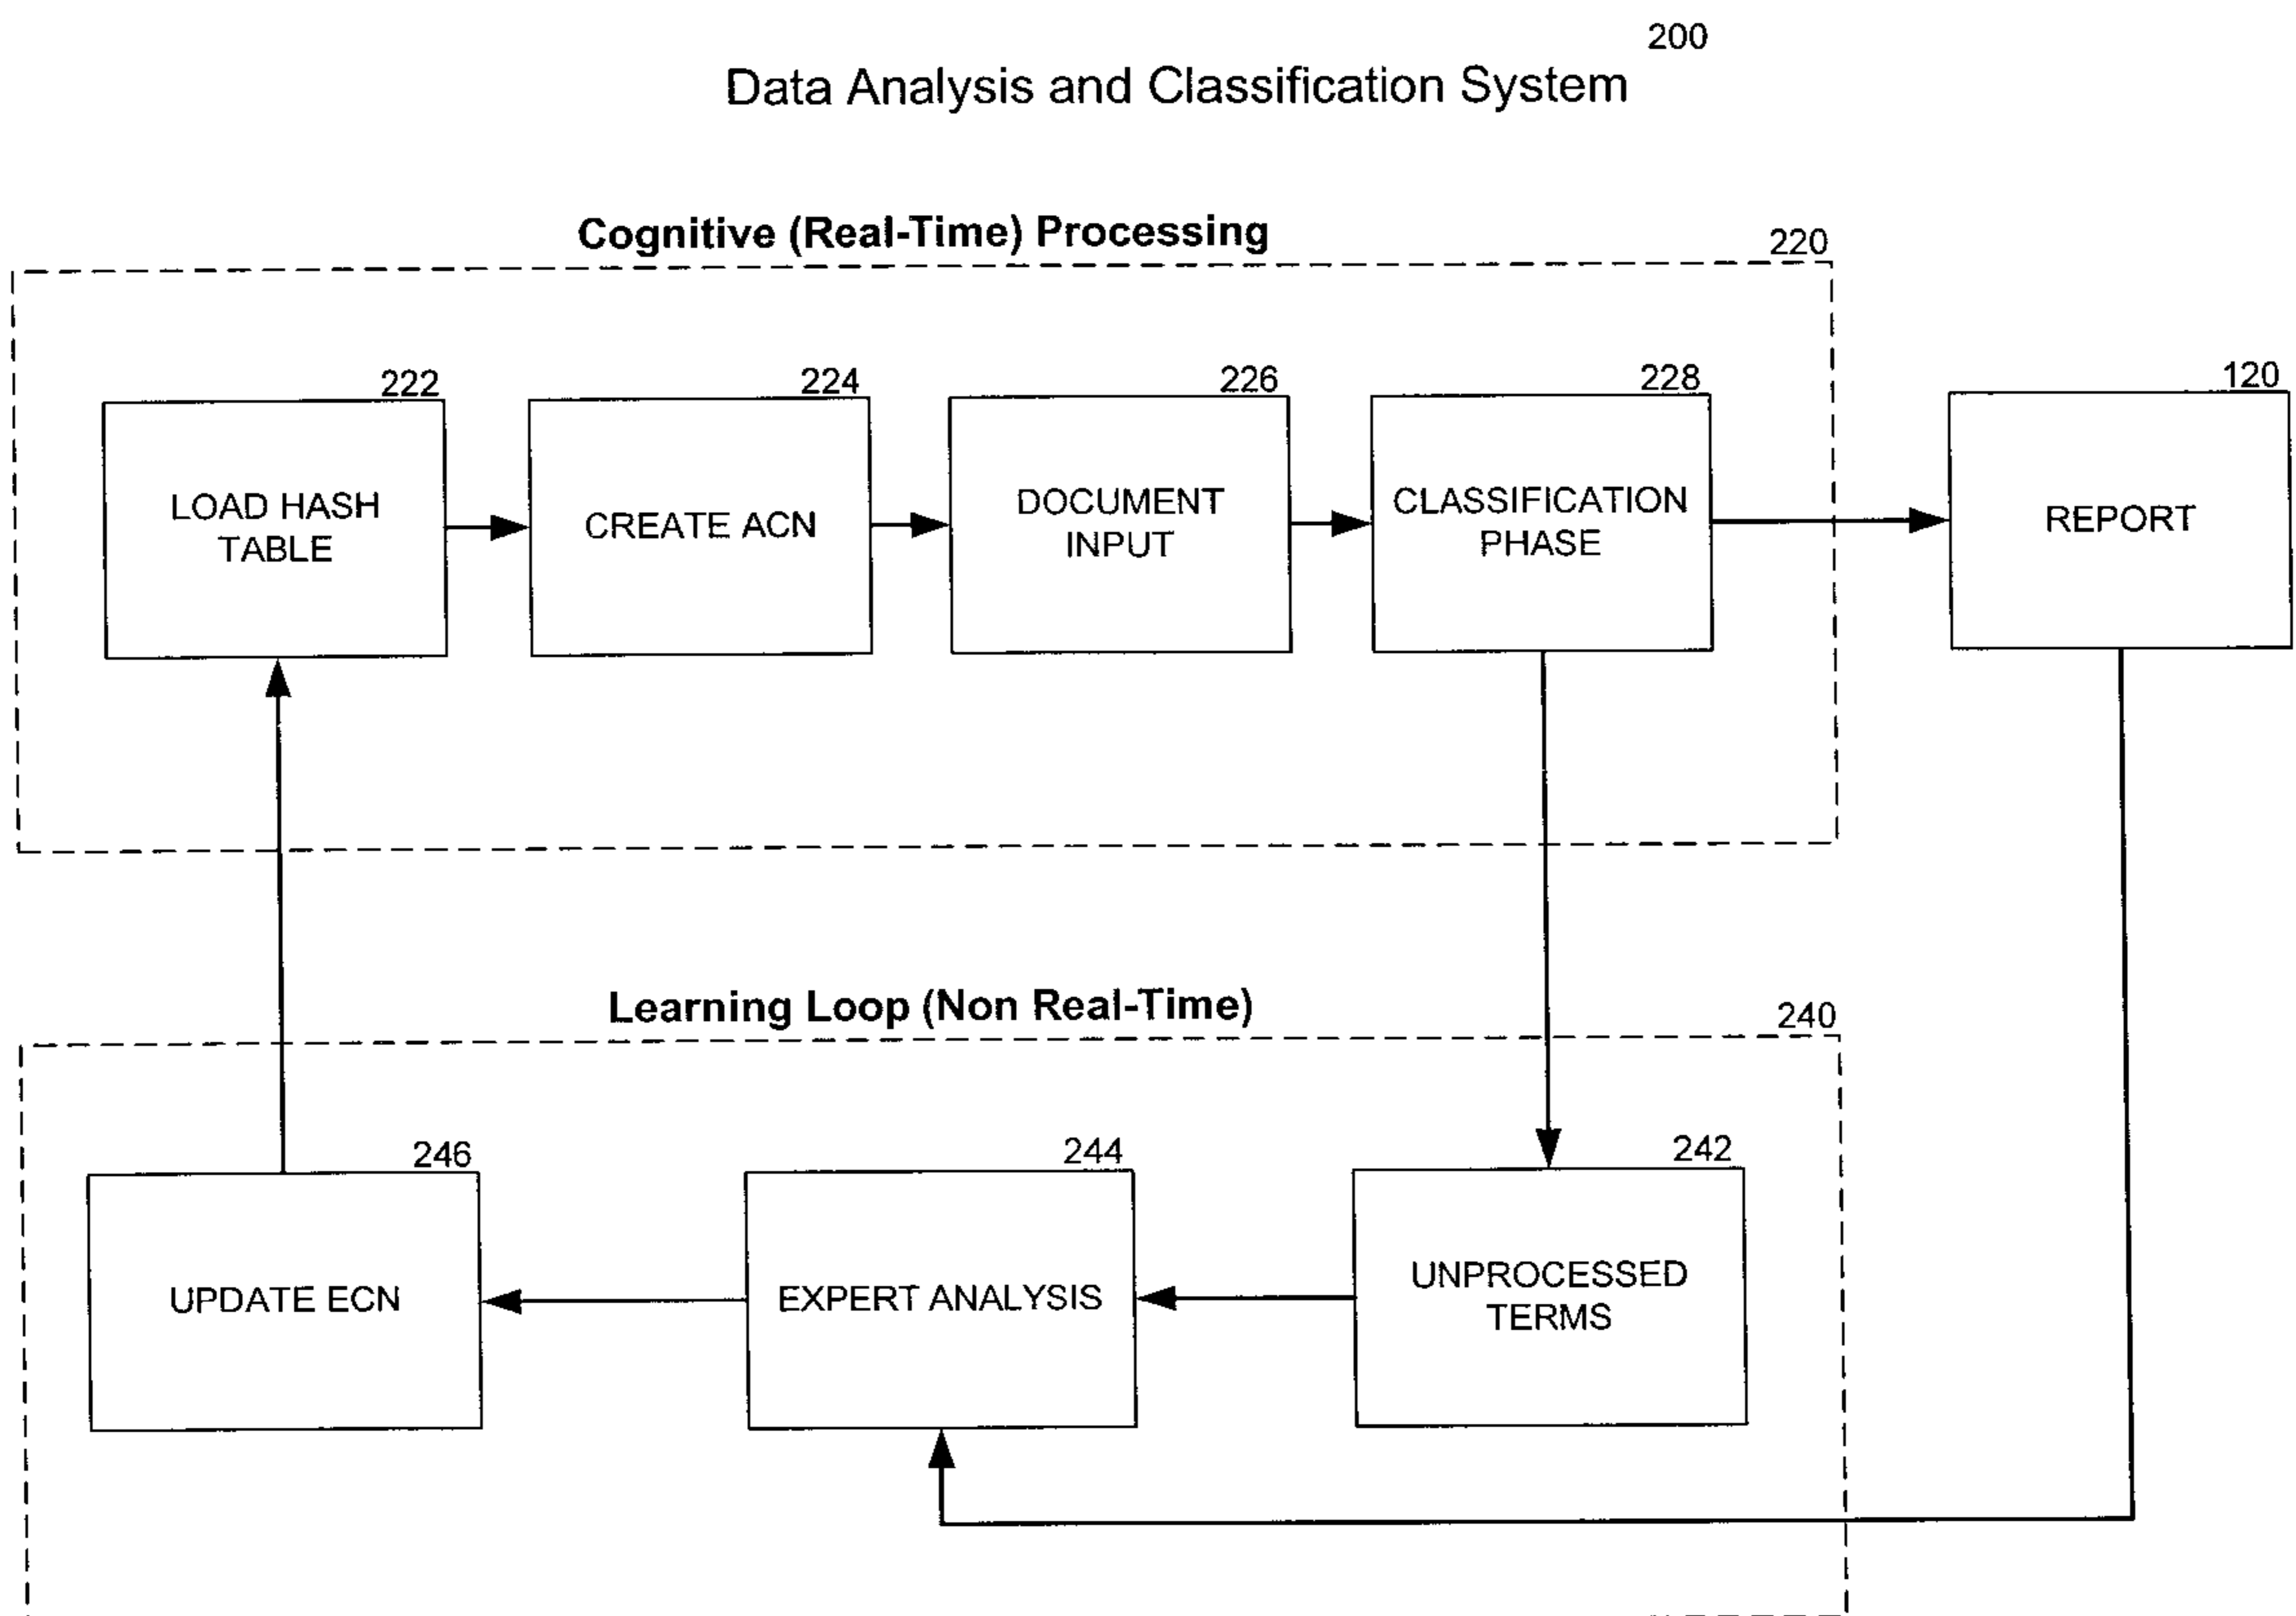 200
Data Analysis and Classification System
Cognitive (Real-Time) Processing
220
222
LOAD HASH
TABLE
224
CREATE ACN
226
DOCUMENT
INPUT
228
CLASSIFICATION
PHASE
120
REPORT
Learning Loop (Non Real-Time)
240
246
UPDATE ECN
244
EXPERT ANALYSIS
242
UNPROCESSED
TERMS